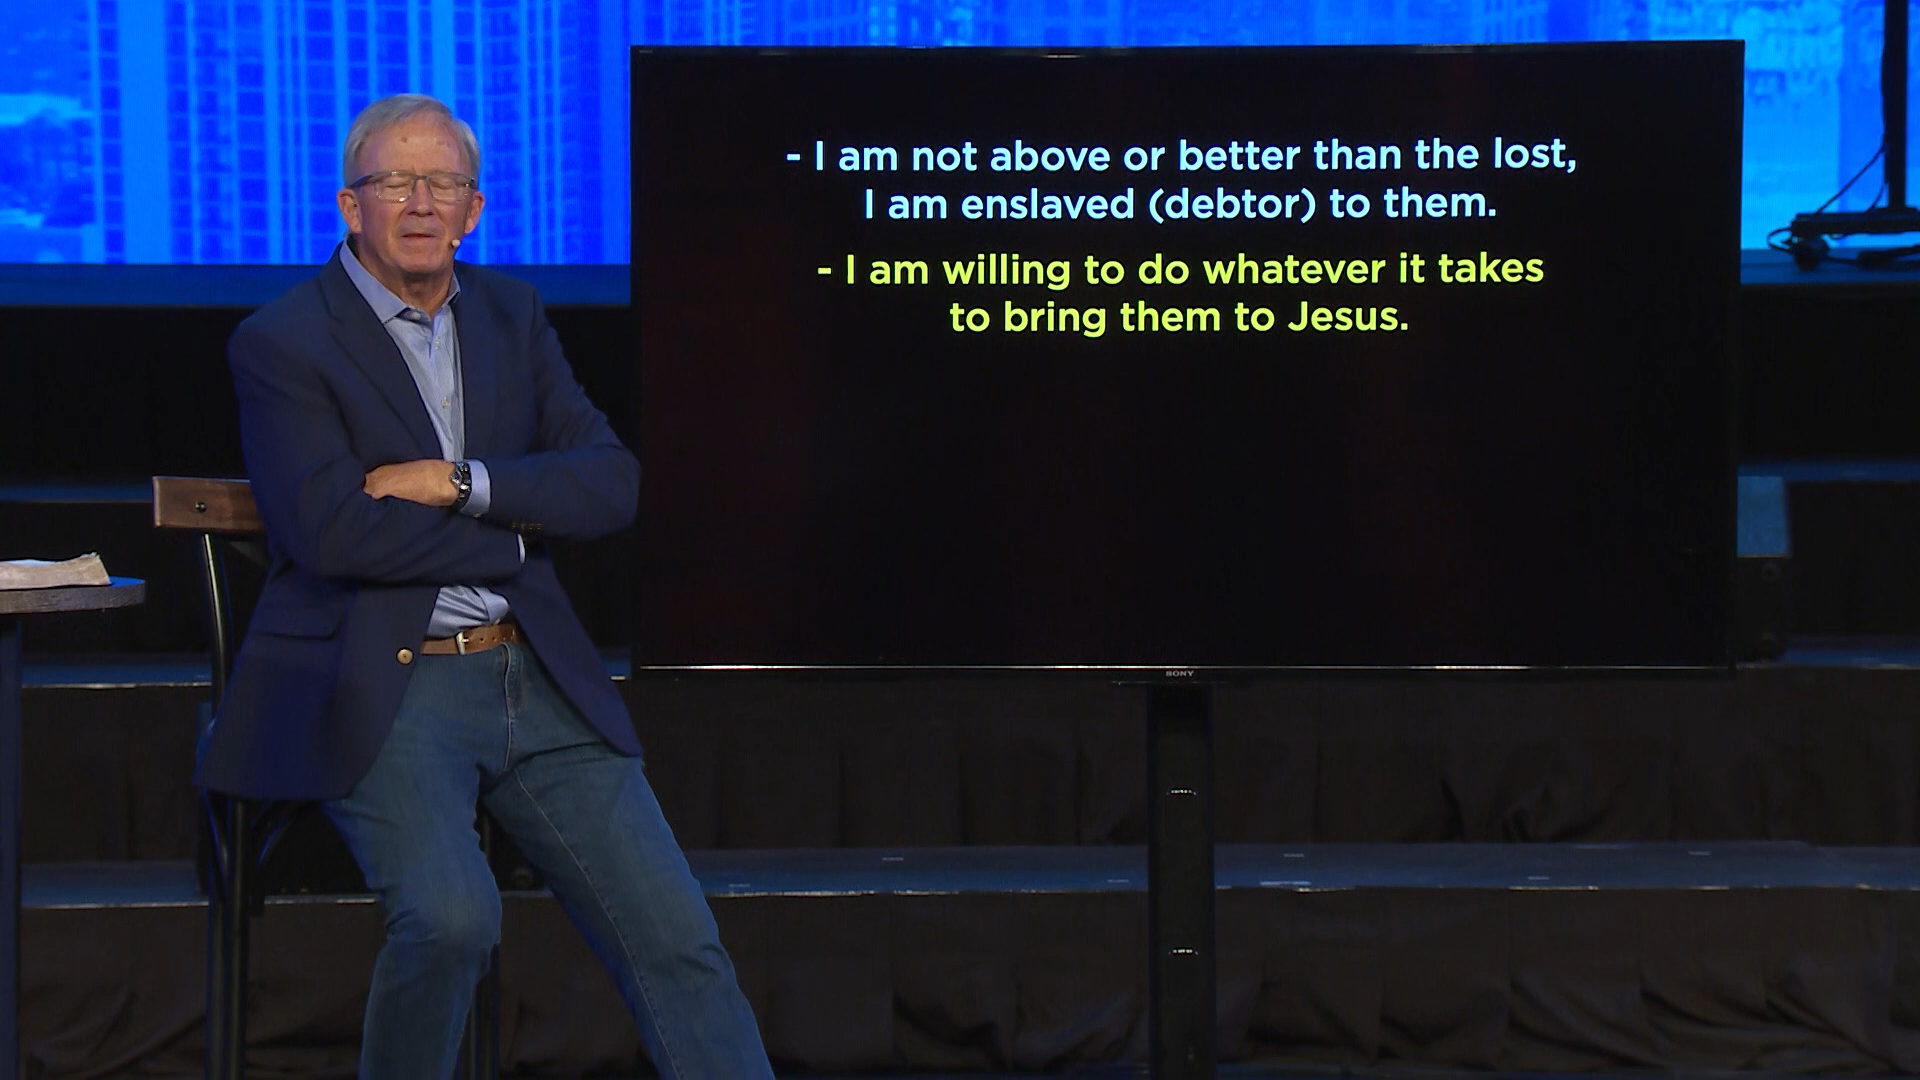 - I am not above or better than the lost,
I am enslaved (debtor) to them.
- I am willing to do whatever it takes
to bring them to Jesus.
SONY